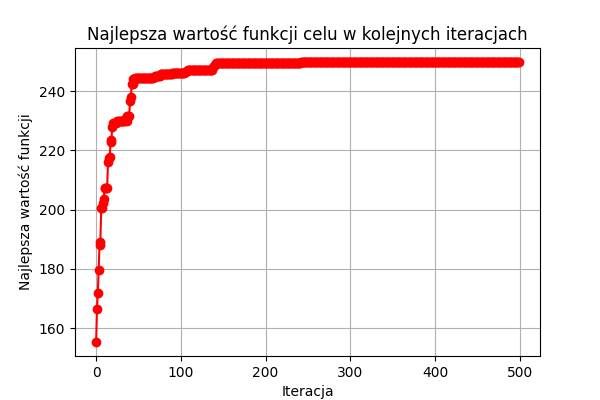 Najlepsza wartość funkcji celu w kolejnych iteracjach
Najlepsza wartość funkcji
240
220
200
180
160
0 100 200 300 400 500
Iteracja